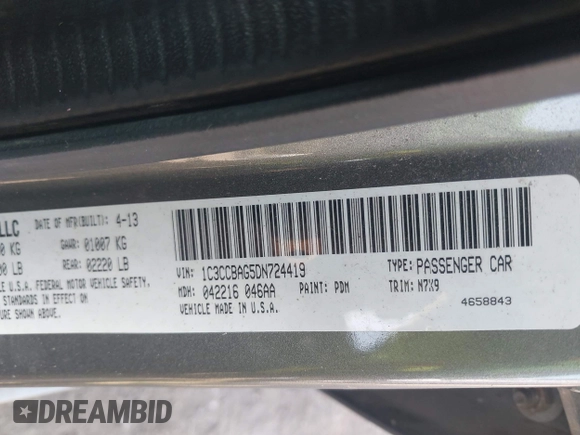 LLC DATE OF MFR(BUILT): 4-13
KG GAWR: 01007 KG
LB REAR: 02220 LB
U.S.A. FEDERAL MOTOR VEHICLE SAFETY,
STANDARDS IN EFFECT ON
SHOWN ABOVE.
VIN: 1C3CCBAG5DN724419
TYPE: PASSENGER CAR
MDH: 042216 046AA PAINT: PDM TRIM: N7X9
VEHICLE MADE IN U.S.A.
4658843
DREAMBID